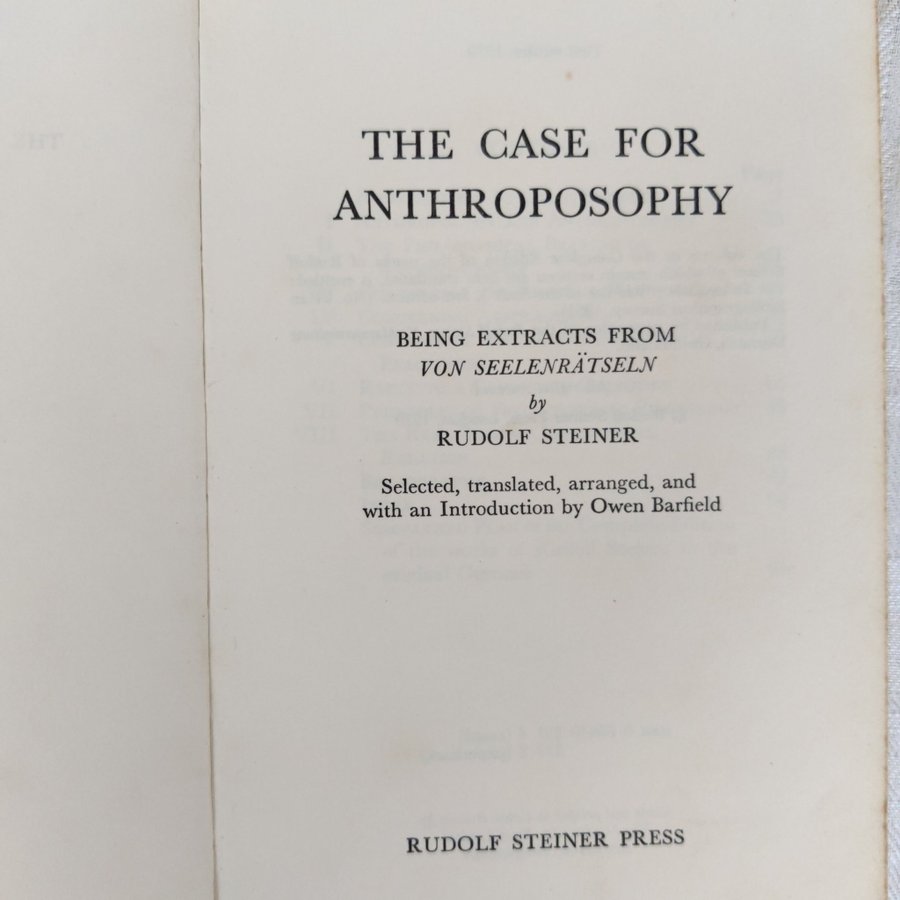 THE CASE FOR
ANTHROPOSOPHY
BEING EXTRACTS FROM
VON SEELENRÄTSELN
by
RUDOLF STEINER
Selected, translated, arranged, and
with an Introduction by Owen Barfield
RUDOLF STEINER PRESS